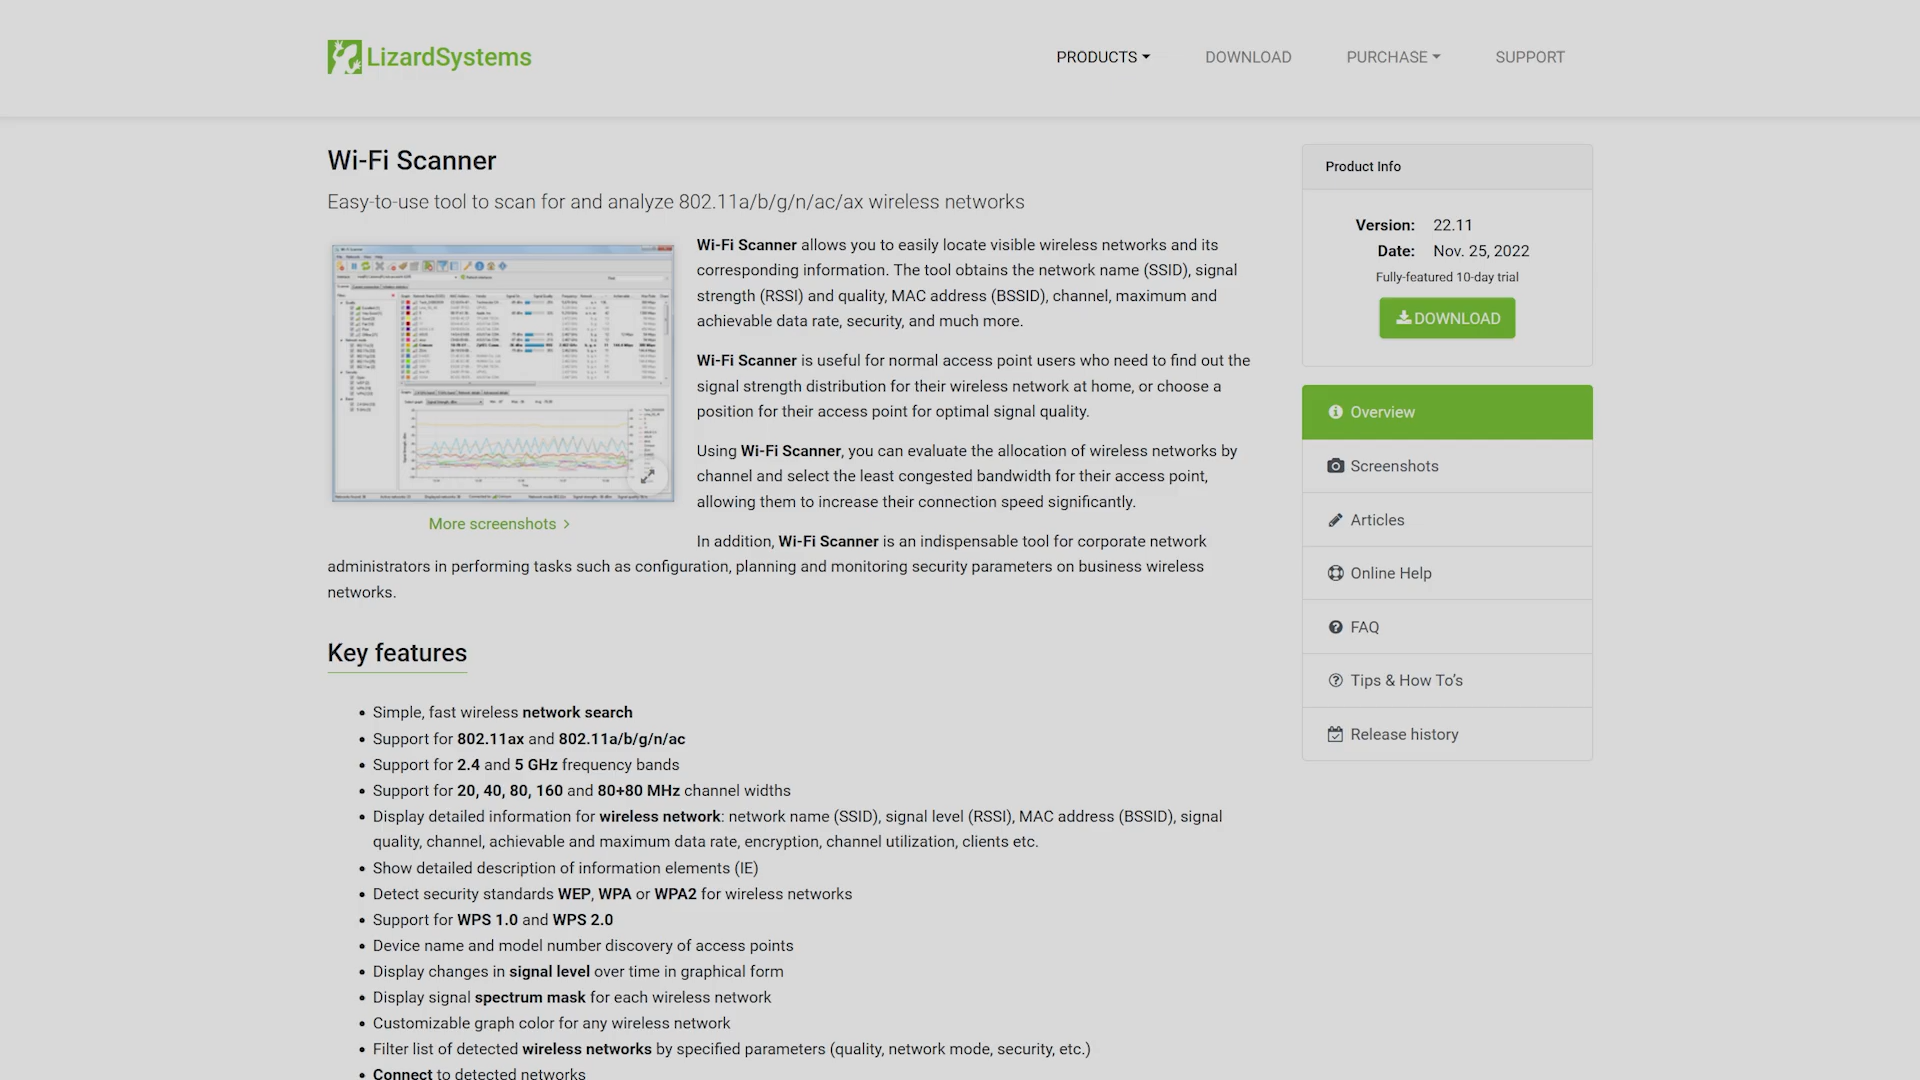 LizardSystems
PRODUCTS
DOWNLOAD
PURCHASE
SUPPORT
Wi-Fi Scanner
Easy-to-use tool to scan for and analyze 802.11a/b/g/n/ac/ax wireless networks
Wi-Fi Scanner allows you to easily locate visible wireless networks and its
corresponding information. The tool obtains the network name (SSID), signal
strength (RSSI) and quality, MAC address (BSSID), channel, maximum and
achievable data rate, security, and much more.
Wi-Fi Scanner is useful for normal access point users who need to find out the
signal strength distribution for their wireless network at home, or choose a
position for their access point for optimal signal quality.
Using Wi-Fi Scanner, you can evaluate the allocation of wireless networks by
channel and select the least congested bandwidth for their access point,
allowing them to increase their connection speed significantly.
More screenshots
In addition, Wi-Fi Scanner is an indispensable tool for corporate network
administrators in performing tasks such as configuration, planning and monitoring security parameters on business wireless
networks.
Key features
• Simple, fast wireless network search
• Support for 802.11ax and 802.11a/b/g/n/ac
• Support for 2.4 and 5 GHz frequency bands
• Support for 20, 40, 80, 160 and 80+80 MHz channel widths
• Display detailed information for wireless network: network name (SSID), signal level (RSSI), MAC address (BSSID), signal
quality, channel, achievable and maximum data rate, encryption, channel utilization, clients etc.
• Show detailed description of information elements (IE)
• Detect security standards WEP, WPA or WPA2 for wireless networks
• Support for WPS 1.0 and WPS 2.0
• Device name and model number discovery of access points
• Display changes in signal level over time in graphical form
• Display signal spectrum mask for each wireless network
• Customizable graph color for any wireless network
• Filter list of detected wireless networks by specified parameters (quality, network mode, security, etc.)
• Connect to detected networks
Product Info
Version: 22.11
Date: Nov. 25, 2022
Fully-featured 10-day trial
DOWNLOAD
Overview
Screenshots
Articles
Online Help
FAQ
Tips & How To's
Release history